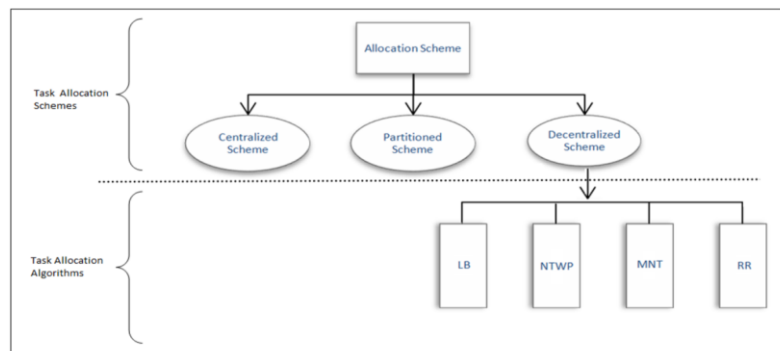 Allocation Scheme
Task Allocation
Schemes
Centralized
Scheme
Partitioned
Scheme
Decentralized
Scheme
Task Allocation
Algorithms
LB
NTWP
MNT
RR